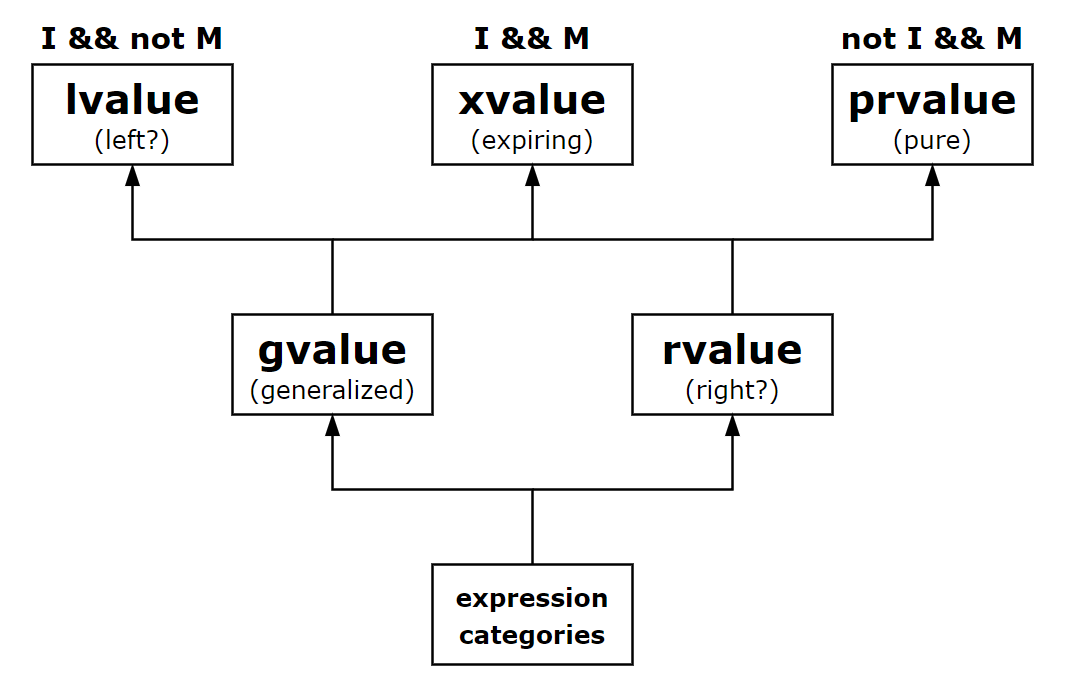 I && not M
I && M
not I && M
lvalue
(left?)
xvalue
(expiring)
prvalue
(pure)
gvalue
(generalized)
rvalue
(right?)
expression
categories